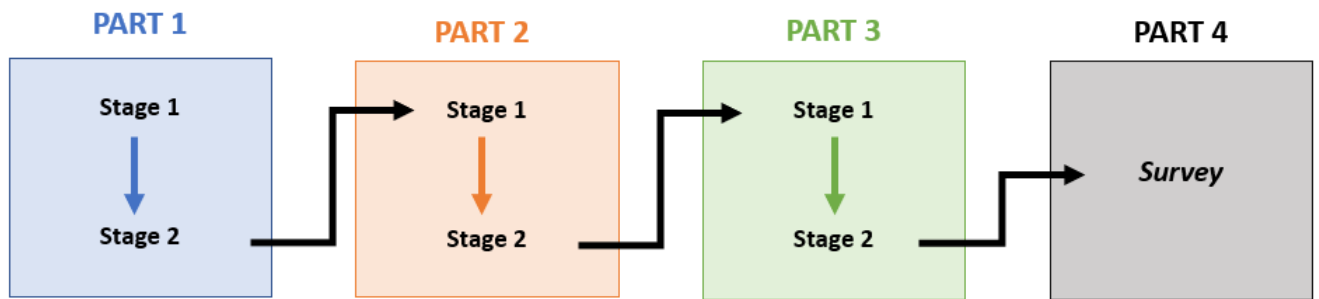 PART 1
Stage 1
Stage 2
PART 2
Stage 1
Stage 2
PART 3
Stage 1
Stage 2
PART 4
Survey